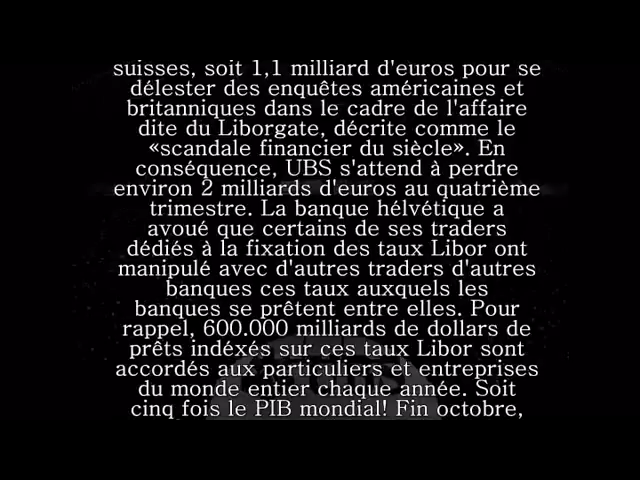 suisses, soit 1,1 milliard d'euros pour se
délester des enquêtes américaines et
britanniques dans le cadre de l'affaire
dite du Liborgate, décrite comme le
«scandale financier du siècle». En
conséquence, UBS s'attend à perdre
environ 2 milliards d'euros au quatrième
trimestre. La banque hélvétique a
avoué que certains de ses traders
dédiés à la fixation des taux Libor ont
manipulé avec d'autres traders d'autres
banques ces taux auxquels les
banques se prêtent entre elles. Pour
rappel, 600.000 milliards de dollars de
prêts indéxés sur ces taux Libor sont
accordés aux particuliers et entreprises
du monde entier chaque année. Soit
cinq fois le PIB mondial! Fin octobre,